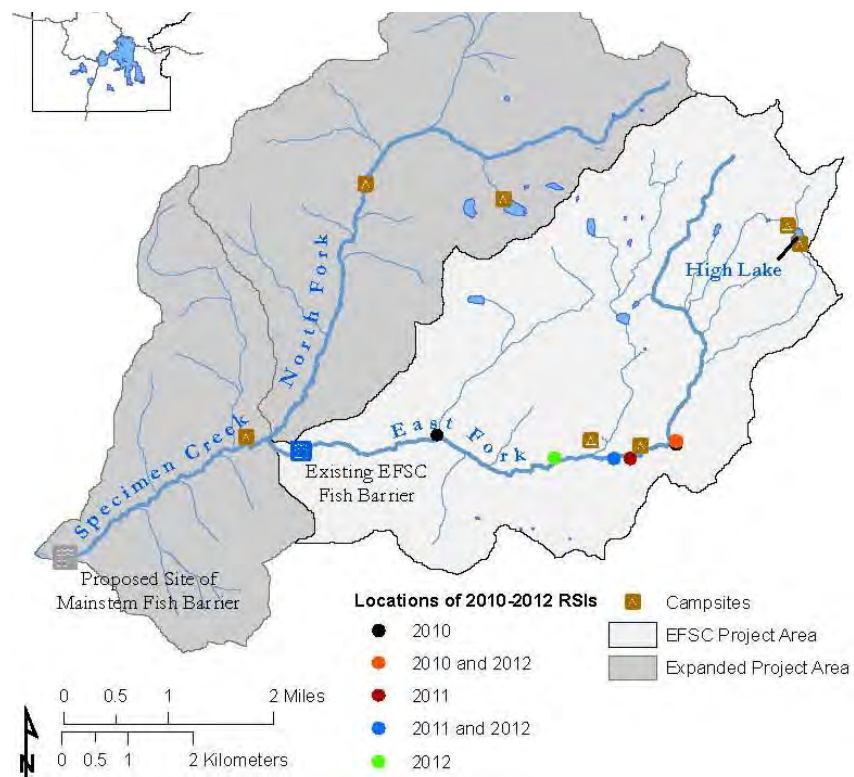 High Lake
North Fork
East Fork
Specimen Creek
Existing EFSC
Fish Barrier
Proposed Site of
Mainstem Fish Barrier
Locations of 2010-2012 RSIs
2010
2010 and 2012
2011
2011 and 2012
2012
Campsites
EFSC Project Area
Expanded Project Area
0 0.5 1 2 Miles
0 0.5 1 2 Kilometers
N